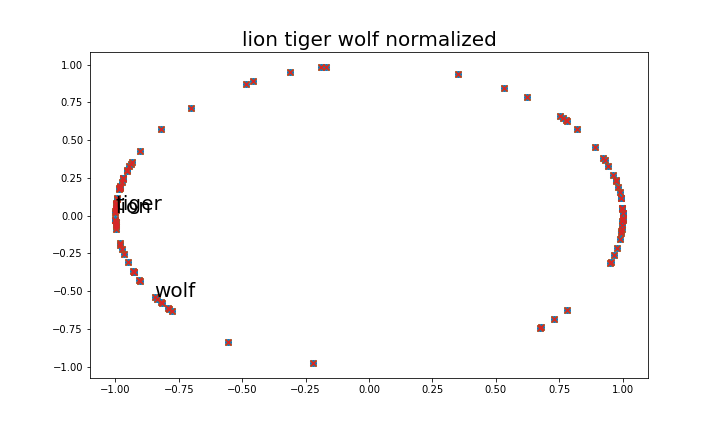 lion tiger wolf normalized
1.00
0.75
0.50
0.25
0.00
−0.25
−0.50
−0.75
−1.00
tiger
lion
wolf
−1.00 −0.75 −0.50 −0.25 0.00 0.25 0.50 0.75 1.00